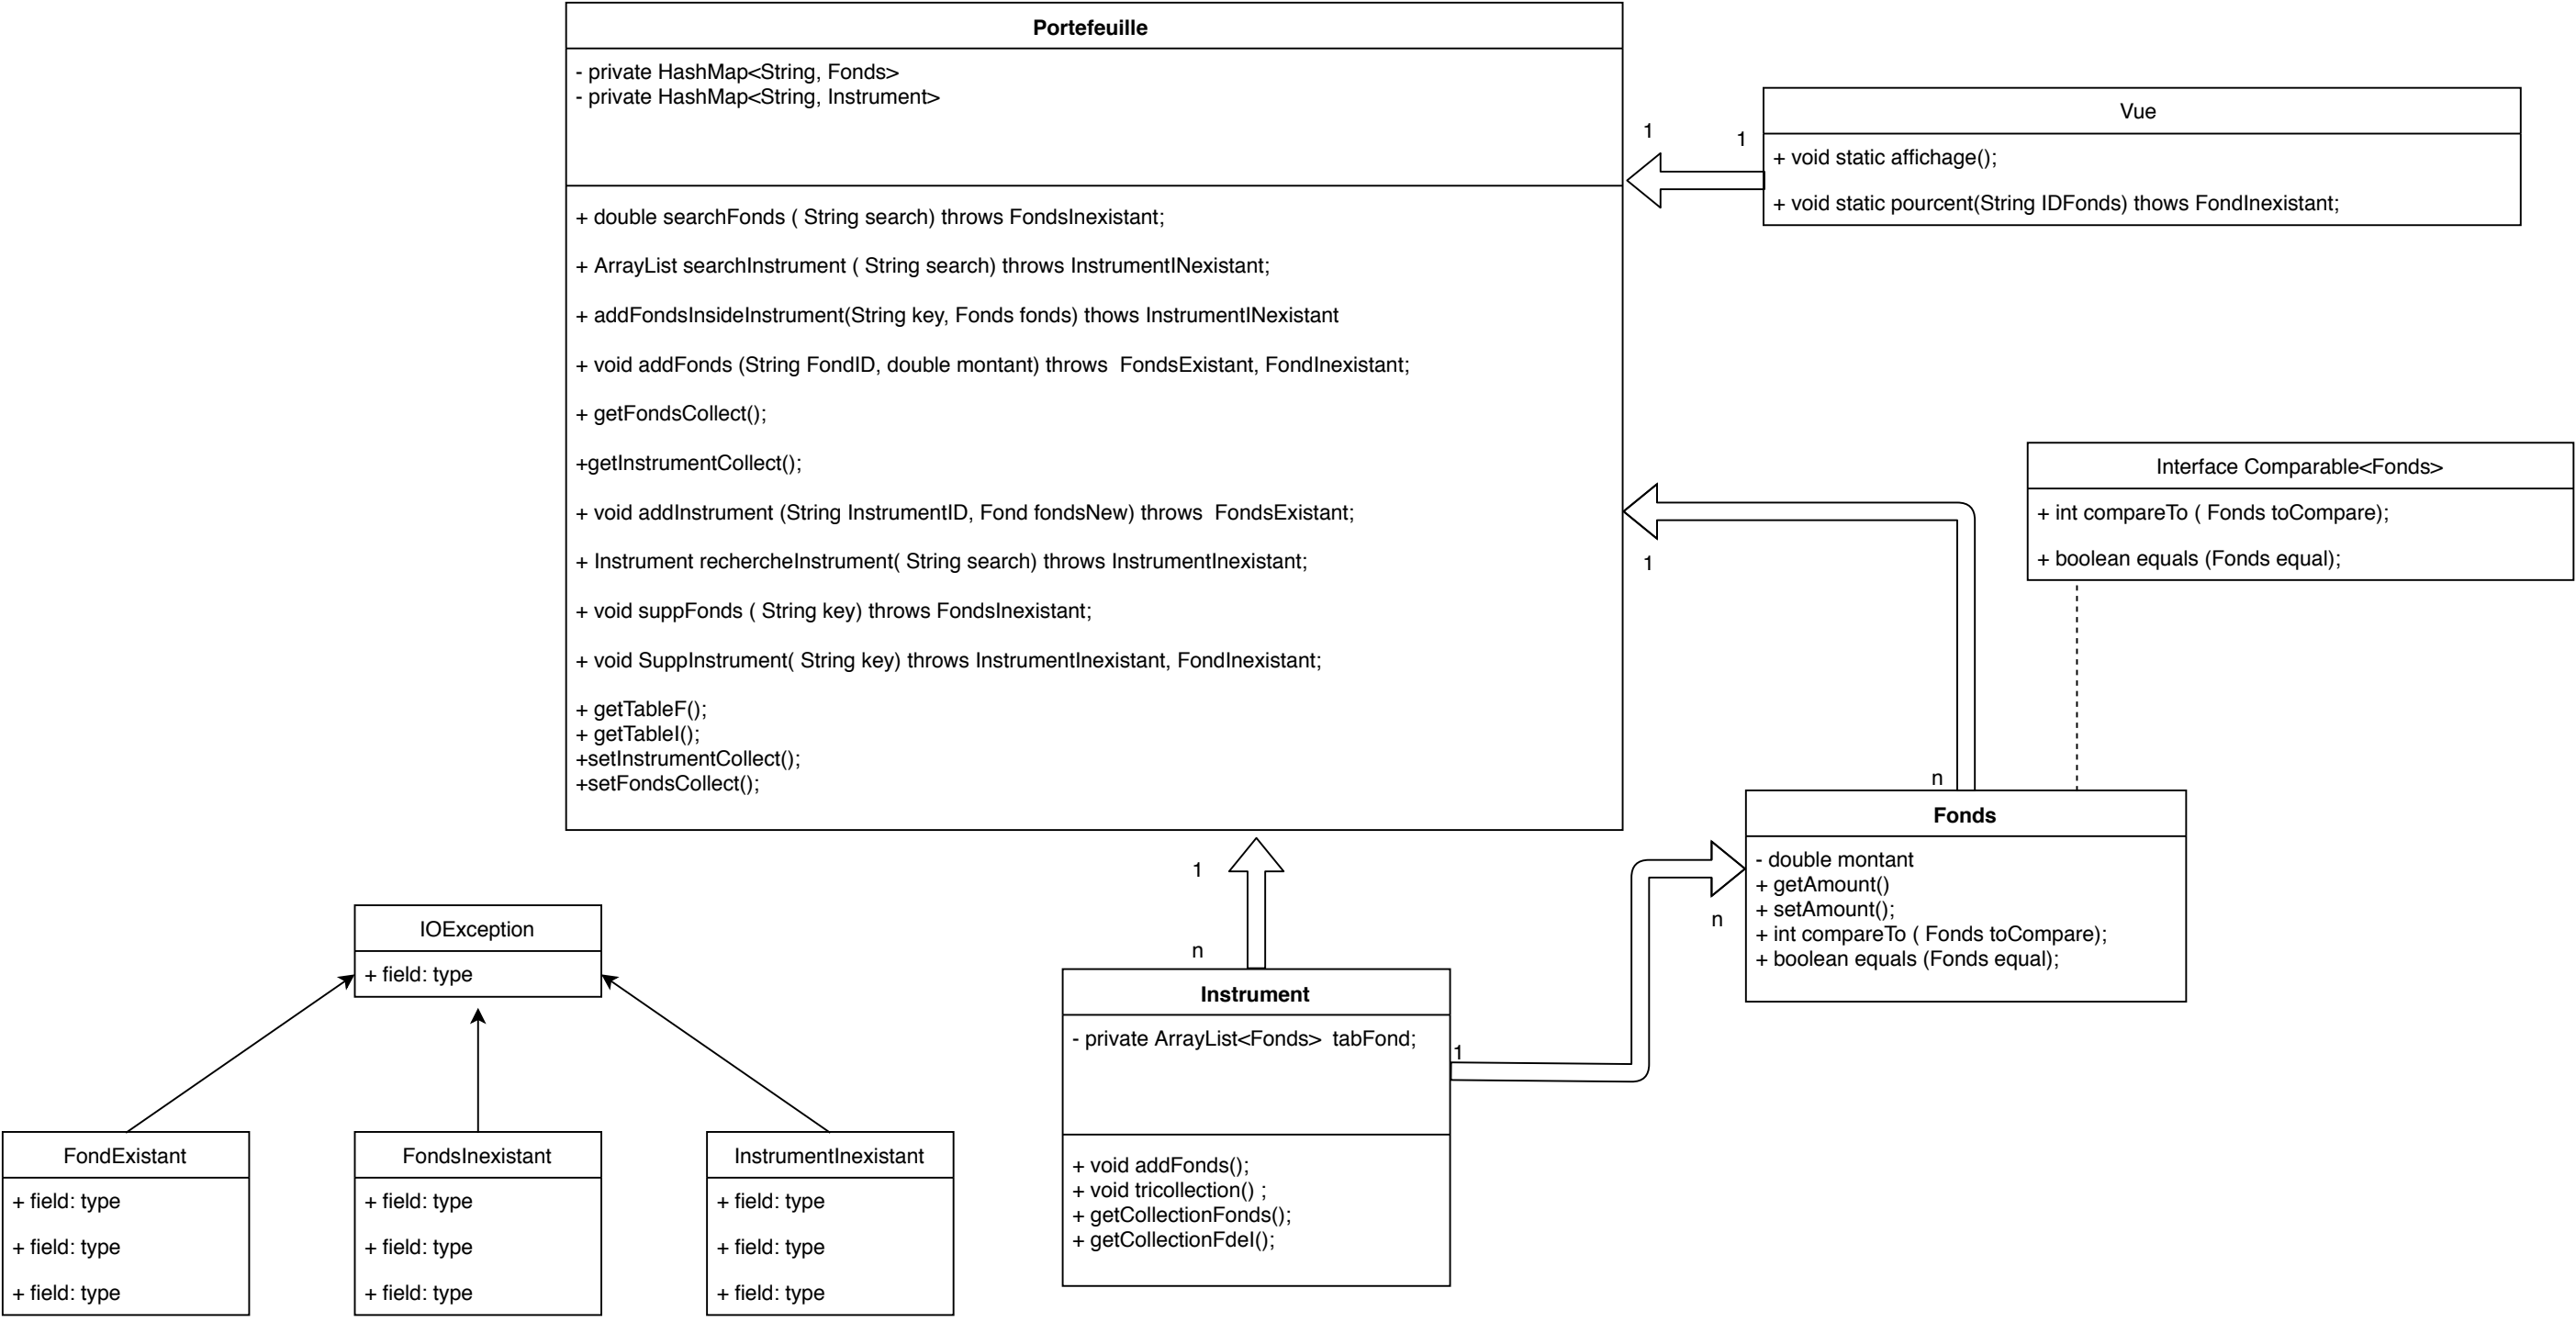 Portefeuille
- private HashMap<String, Fonds>
- private HashMap<String, Instrument>
+ double searchFonds ( String search) throws FondsInexistant;
+ ArrayList searchInstrument ( String search) throws InstrumentINexistant;
+ addFondsInsideInstrument(String key, Fonds fonds) thows InstrumentINexistant
+ void addFonds (String FondID, double montant) throws  FondsExistant, FondInexistant;
+ getFondsCollect();
+getInstrumentCollect();
+ void addInstrument (String InstrumentID, Fond fondsNew) throws  FondsExistant;
+ Instrument rechercheInstrument( String search) throws InstrumentInexistant;
+ void suppFonds ( String key) throws FondsInexistant;
+ void SuppInstrument( String key) throws InstrumentInexistant, FondInexistant;
+ getTableF();
+ getTableI();
+setInstrumentCollect();
+setFondsCollect();
1
1
Vue
+ void static affichage();
+ void static pourcent(String IDFonds) thows FondInexistant;
Interface Comparable<Fonds>
+ int compareTo ( Fonds toCompare);
+ boolean equals (Fonds equal);
1
n
Fonds
- double montant
+ getAmount()
+ setAmount();
+ int compareTo ( Fonds toCompare);
+ boolean equals (Fonds equal);
1
n
n
1
Instrument
- private ArrayList<Fonds>  tabFond;
+ void addFonds();
+ void tricollection() ;
+ getCollectionFonds();
+ getCollectionFdeI();
IOException
+ field: type
FondExistant
+ field: type
+ field: type
+ field: type
FondsInexistant
+ field: type
+ field: type
+ field: type
InstrumentInexistant
+ field: type
+ field: type
+ field: type